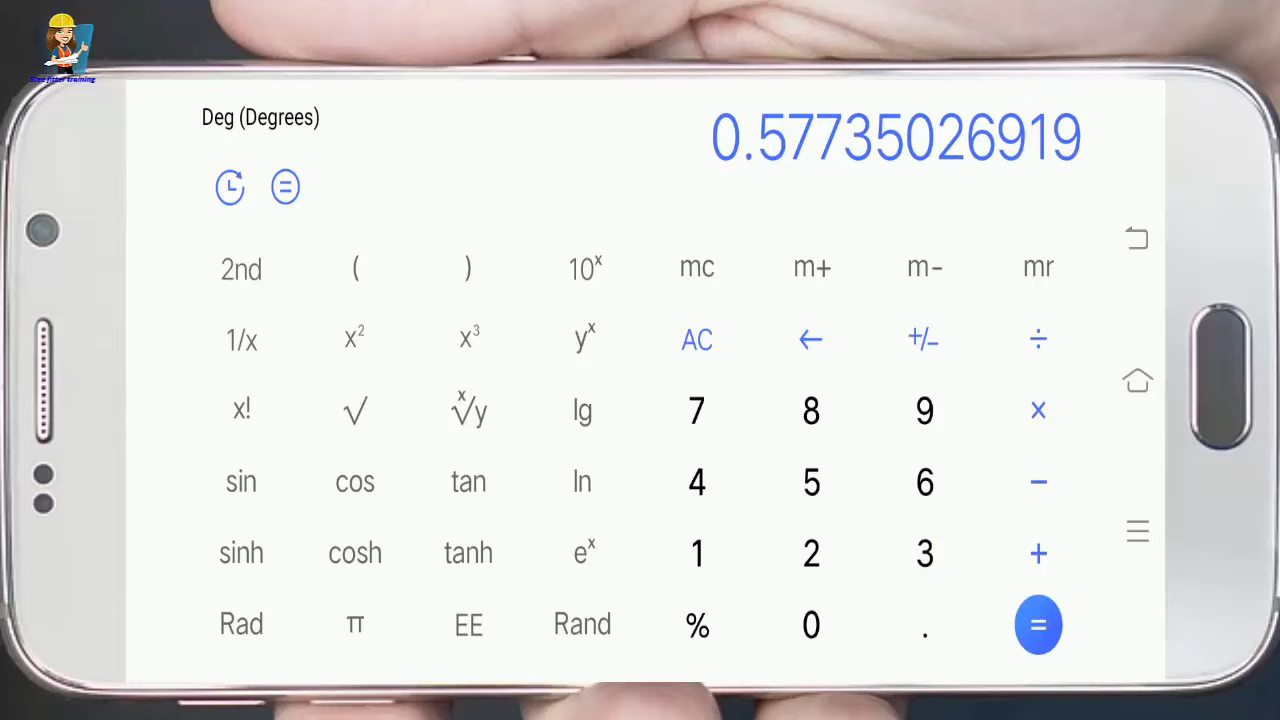 Deg (Degrees)
0.57735026919
2nd ( ) 10ˣ mc m+ m- mr
1/x x² x³ yˣ AC ← +/- ÷
x! √ ˣ√y lg 7 8 9 ×
sin cos tan ln 4 5 6 −
sinh cosh tanh eˣ 1 2 3 +
Rad π EE Rand % 0 . =